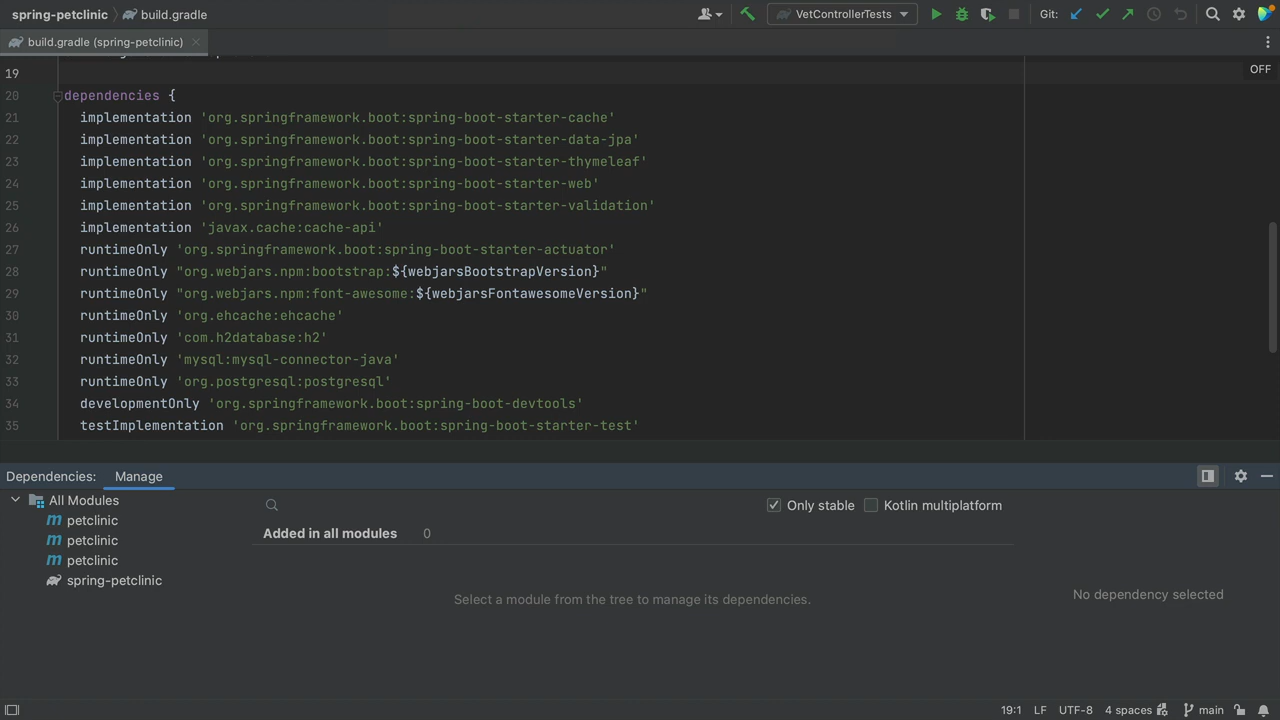 spring-petclinic build.gradle VetControllerTests Git:
build.gradle (spring-petclinic)
OFF
19
20 dependencies {
21 implementation 'org.springframework.boot:spring-boot-starter-cache'
22 implementation 'org.springframework.boot:spring-boot-starter-data-jpa'
23 implementation 'org.springframework.boot:spring-boot-starter-thymeleaf'
24 implementation 'org.springframework.boot:spring-boot-starter-web'
25 implementation 'org.springframework.boot:spring-boot-starter-validation'
26 implementation 'javax.cache:cache-api'
27 runtimeOnly 'org.springframework.boot:spring-boot-starter-actuator'
28 runtimeOnly "org.webjars.npm:bootstrap:${webjarsBootstrapVersion}"
29 runtimeOnly "org.webjars.npm:font-awesome:${webjarsFontawesomeVersion}"
30 runtimeOnly 'org.ehcache:ehcache'
31 runtimeOnly 'com.h2database:h2'
32 runtimeOnly 'mysql:mysql-connector-java'
33 runtimeOnly 'org.postgresql:postgresql'
34 developmentOnly 'org.springframework.boot:spring-boot-devtools'
35 testImplementation 'org.springframework.boot:spring-boot-starter-test'
Dependencies: Manage
All Modules
Only stable Kotlin multiplatform
m petclinic
Added in all modules 0
m petclinic
m petclinic
spring-petclinic
Select a module from the tree to manage its dependencies.
No dependency selected
19:1 LF UTF-8 4 spaces main